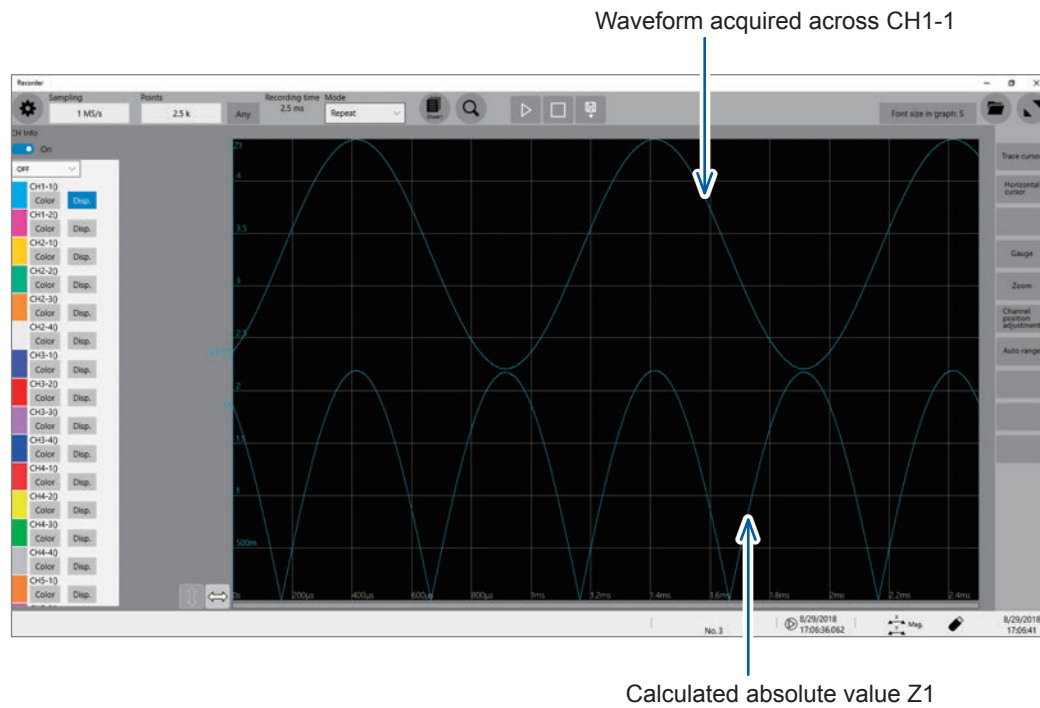 Waveform acquired across CH1-1
Recorder
Sampling
1 MS/s
Points
2.5 k
Any
Recording time
2.5 ms
Mode
Repeat
Font size in graph: S
CH Info
On
OFF
CH1-1()
Color Disp.
CH1-2()
Color Disp.
CH2-1()
Color Disp.
CH2-2()
Color Disp.
CH2-3()
Color Disp.
CH2-4()
Color Disp.
CH3-1()
Color Disp.
CH3-2()
Color Disp.
CH3-3()
Color Disp.
CH3-4()
Color Disp.
CH4-1()
Color Disp.
CH4-2()
Color Disp.
CH4-3()
Color Disp.
CH4-4()
Color Disp.
CH5-1()
Color Disp.
4
3.5
3
2.5
2
1.5
1
500m
0s 200μs 400μs 600μs 800μs 1ms 1.2ms 1.4ms 1.6ms 1.8ms 2ms 2.2ms 2.4ms
Trace cursor
Horizontal
cursor
Gauge
Zoom
Channel
position
adjustment
Auto range
No.3
8/29/2018
17:06:36.062
X
Y
Mag.
8/29/2018
17:06:41
Calculated absolute value Z1